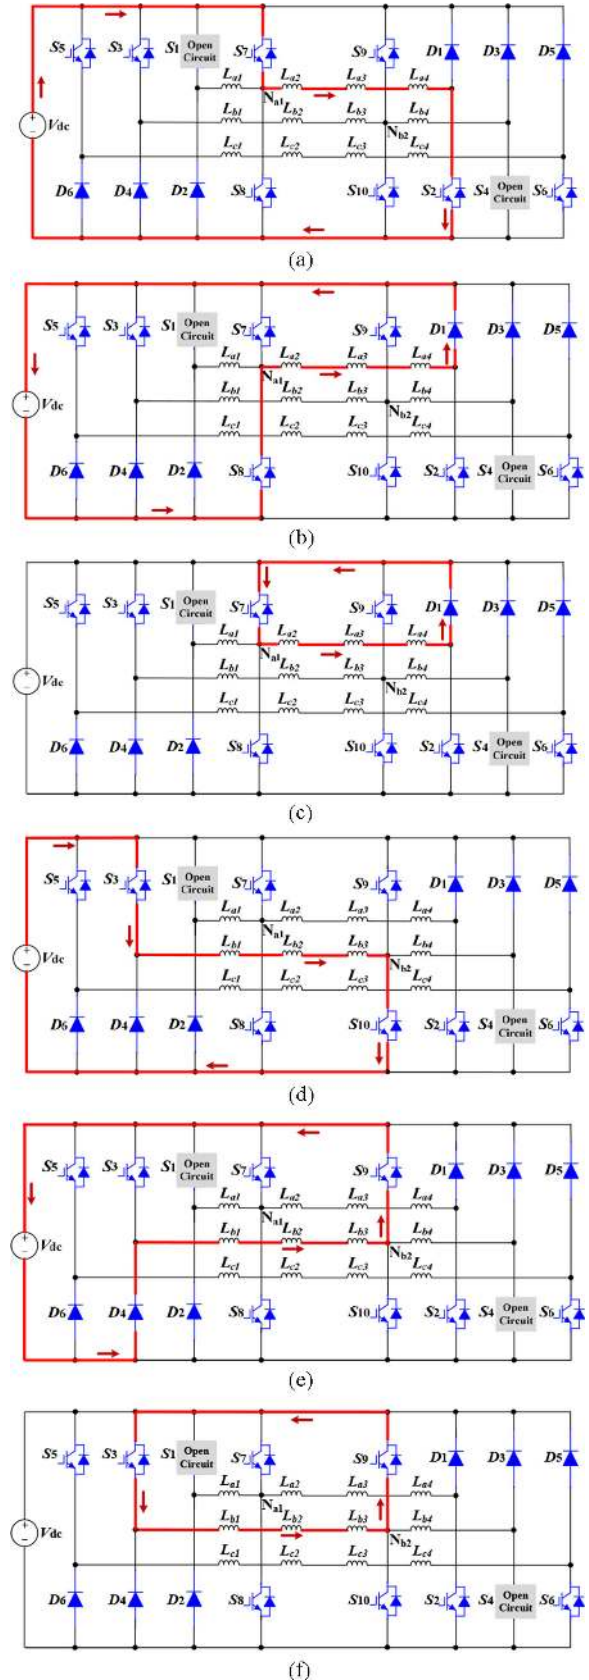 S5 S3 S1 Open Circuit S7 S9 D1 D3 D5
La1 La2 La3 La4
Na1
Lb1 Lb2 Lb3 Lb4
Vdc Nb2
Lc1 Lc2 Lc3 Lc4
D6 D4 D2 S8 S10 S2 S4 Open Circuit S6
(a)
S5 S3 S1 Open Circuit S7 S9 D1 D3 D5
La1 La2 La3 La4
Na1
Lb1 Lb2 Lb3 Lb4
Vdc Nb2
Lc1 Lc2 Lc3 Lc4
D6 D4 D2 S8 S10 S2 S4 Open Circuit S6
(b)
S5 S3 S1 Open Circuit S7 S9 D1 D3 D5
La1 La2 La3 La4
Na1
Lb1 Lb2 Lb3 Lb4
Vdc Nb2
Lc1 Lc2 Lc3 Lc4
D6 D4 D2 S8 S10 S2 S4 Open Circuit S6
(c)
S5 S3 S1 Open Circuit S7 S9 D1 D3 D5
La1 La2 La3 La4
Na1
Lb1 Lb2 Lb3 Lb4
Vdc Nb2
Lc1 Lc2 Lc3 Lc4
D6 D4 D2 S8 S10 S2 S4 Open Circuit S6
(d)
S5 S3 S1 Open Circuit S7 S9 D1 D3 D5
La1 La2 La3 La4
Na1
Lb1 Lb2 Lb3 Lb4
Vdc Nb2
Lc1 Lc2 Lc3 Lc4
D6 D4 D2 S8 S10 S2 S4 Open Circuit S6
(e)
S5 S3 S1 Open Circuit S7 S9 D1 D3 D5
La1 La2 La3 La4
Na1
Lb1 Lb2 Lb3 Lb4
Vdc Nb2
Lc1 Lc2 Lc3 Lc4
D6 D4 D2 S8 S10 S2 S4 Open Circuit S6
(f)